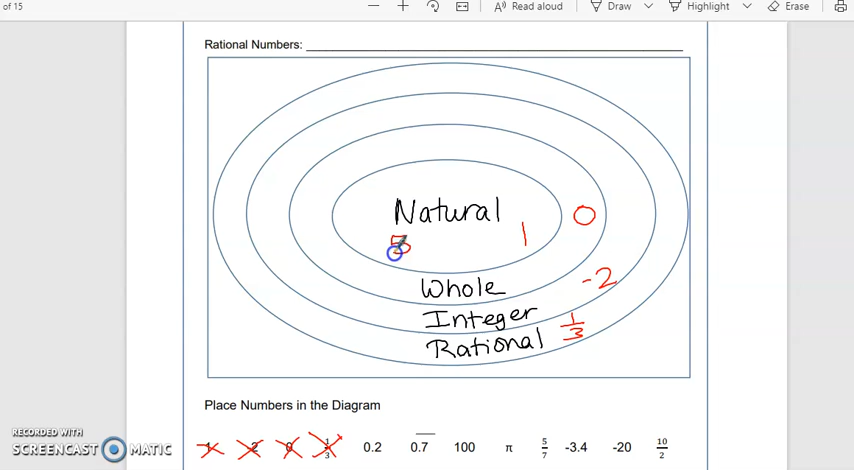 of 15
Read aloud
Draw
Highlight
Erase
Rational Numbers:
Natural
0
5 1
Whole
-2
Integer
1/3
Rational
Place Numbers in the Diagram
1 -2 0 1/3 0.2 0.7̅ 100 π 5/7 -3.4 -20 10/2
RECORDED WITH
SCREENCAST MATIC